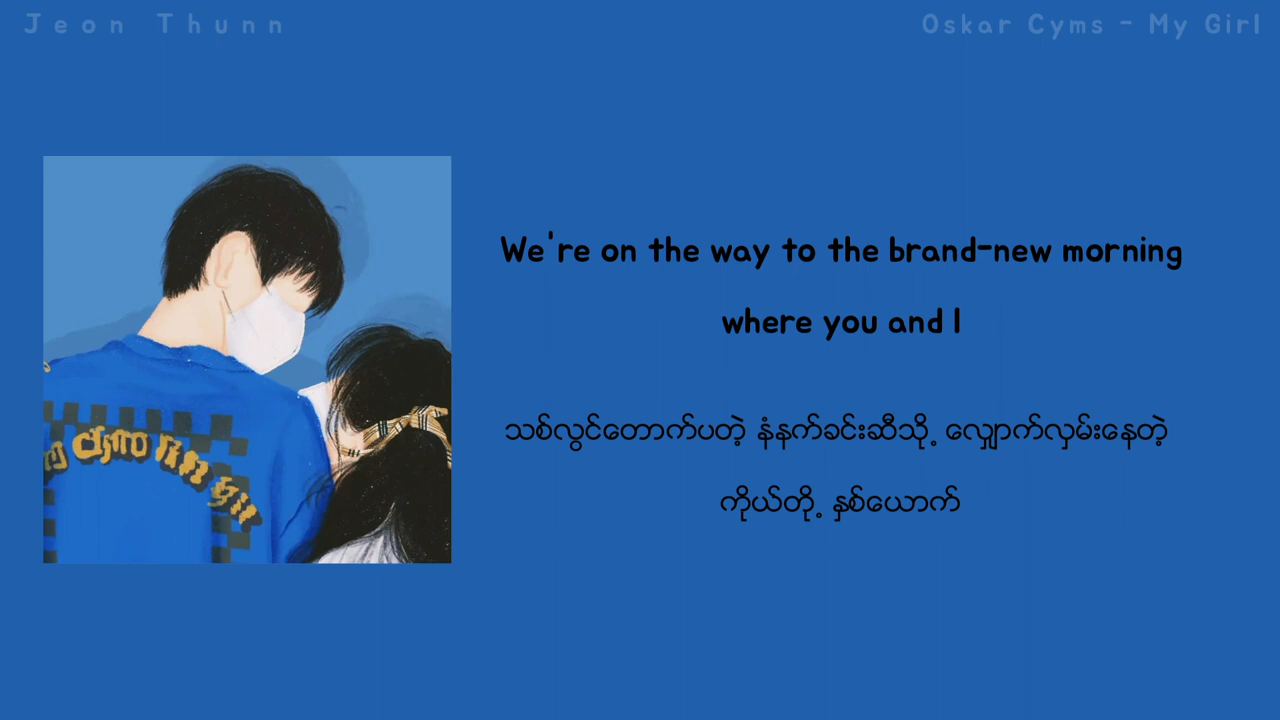 Jeon Thunn
Oskar Cyms - My Girl
We're on the way to the brand-new morning
where you and I
သစ်လွင်တောက်ပတဲ့ နံနက်ခင်းဆီသို့ လျှောက်လှမ်းနေတဲ့
ကိုယ်တို့ နှစ်ယောက်